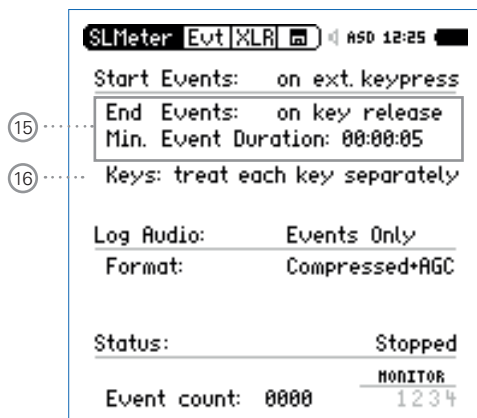 SLMeter Evt XLR ASD 12:25
Start Events: on ext. keypress
15 End Events: on key release
Min. Event Duration: 00:00:05
16 Keys: treat each key separately
Log Audio: Events Only
Format: Compressed+AGC
Status: Stopped
MONITOR
Event count: 0000 1234